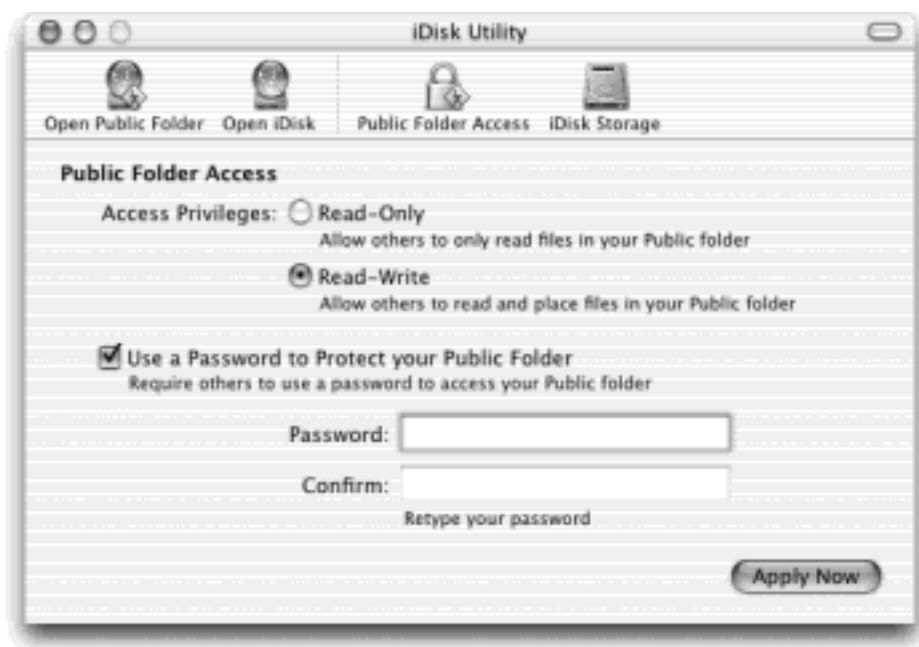 iDisk Utility
Open Public Folder Open iDisk Public Folder Access iDisk Storage
Public Folder Access
Access Privileges: Read-Only
Allow others to only read files in your Public folder
Read-Write
Allow others to read and place files in your Public folder
Use a Password to Protect your Public Folder
Require others to use a password to access your Public folder
Password:
Confirm:
Retype your password
Apply Now